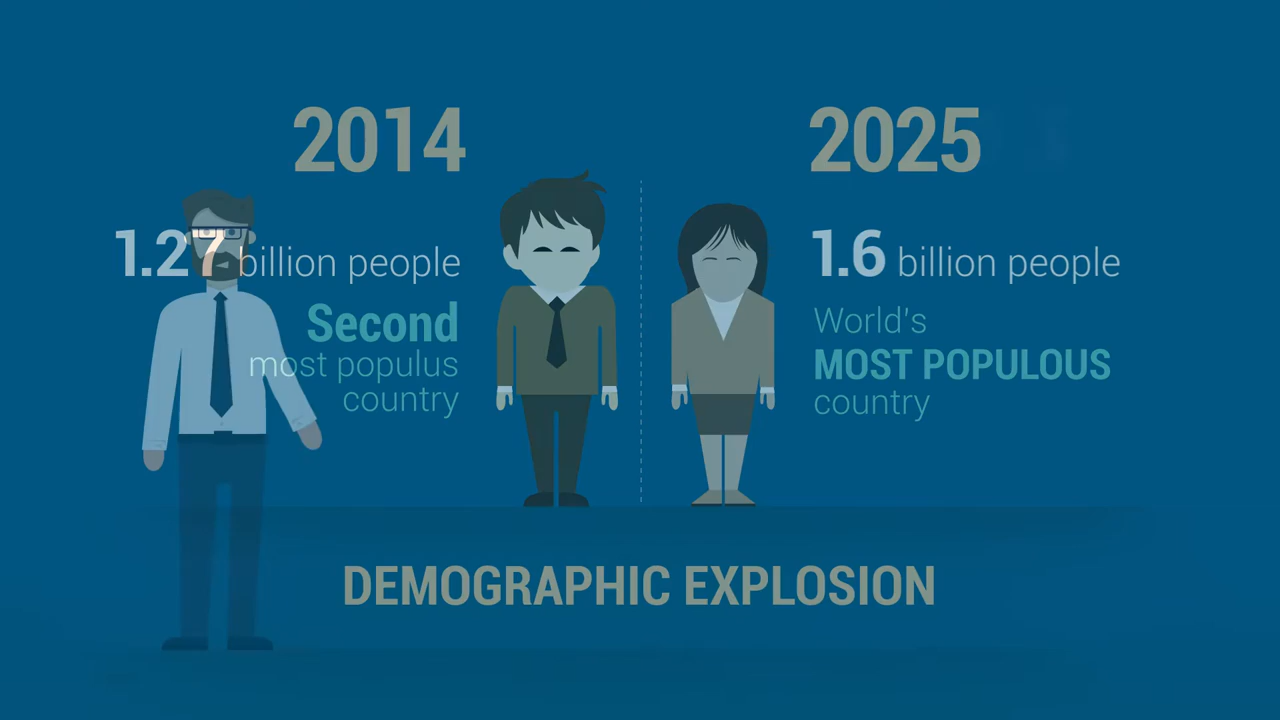 2014
1.27 billion people
Second
most populus
country
2025
1.6 billion people
World's
MOST POPULOUS
country
DEMOGRAPHIC EXPLOSION